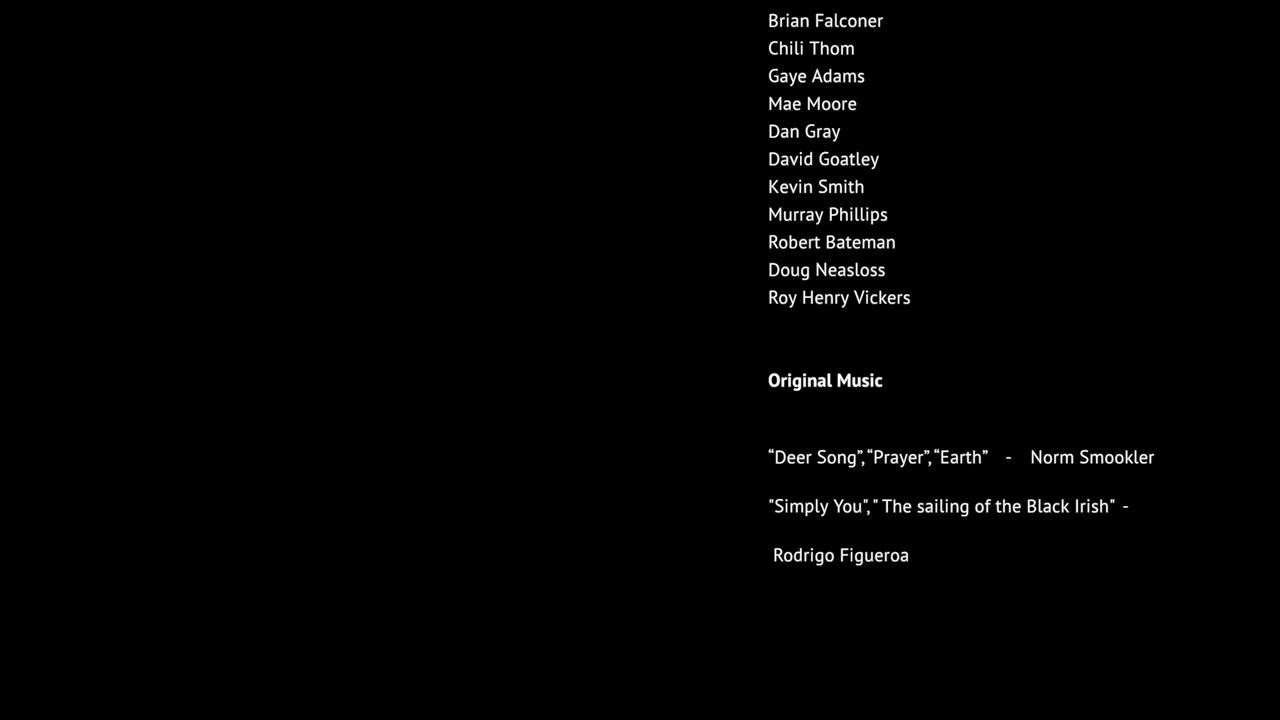 Brian Falconer
Chili Thom
Gaye Adams
Mae Moore
Dan Gray
David Goatley
Kevin Smith
Murray Phillips
Robert Bateman
Doug Neasloss
Roy Henry Vickers
Original Music
“Deer Song”,“Prayer”,“Earth” - Norm Smookler
"Simply You"," The sailing of the Black Irish" -
Rodrigo Figueroa